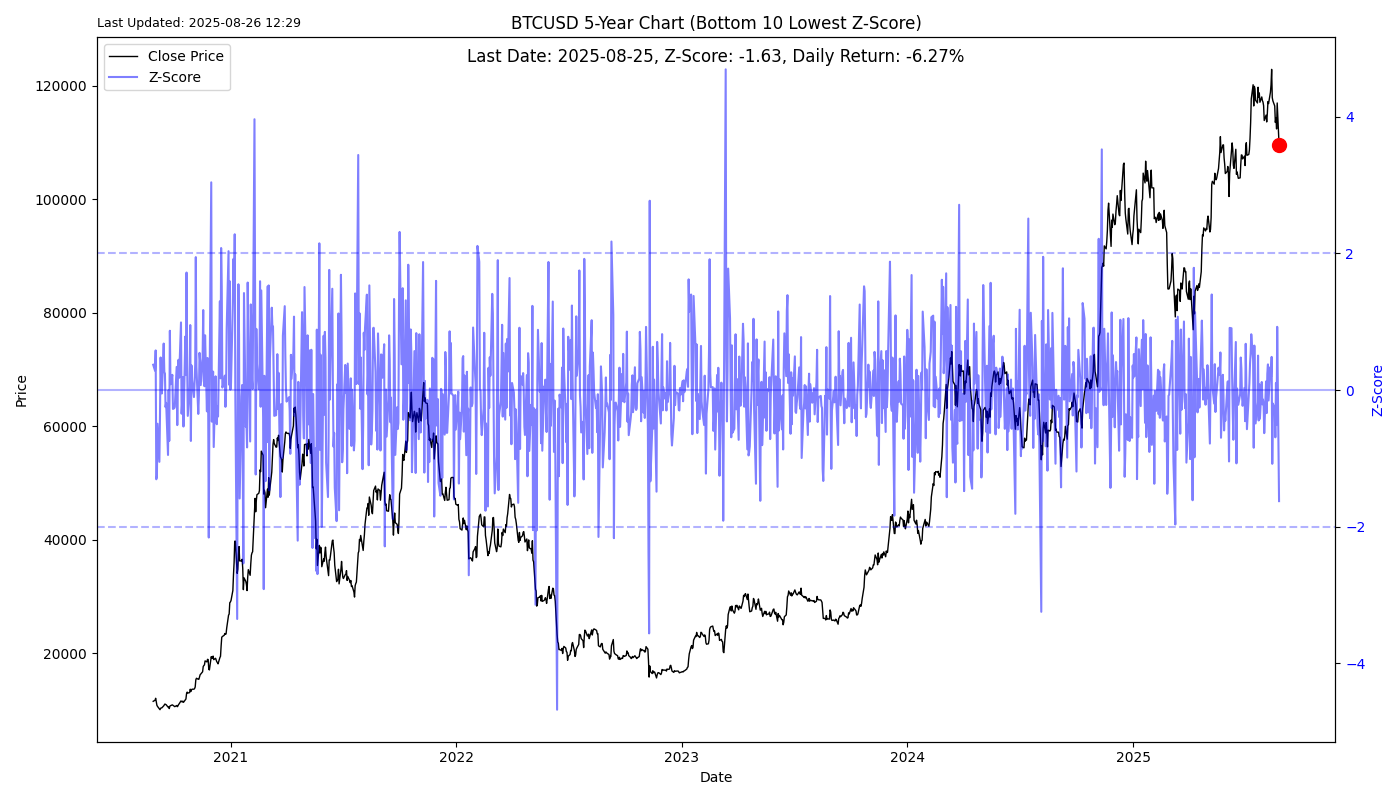 Last Updated: 2025-08-26 12:29
BTCUSD 5-Year Chart (Bottom 10 Lowest Z-Score)
Last Date: 2025-08-25, Z-Score: -1.63, Daily Return: -6.27%
Close Price
Z-Score
120000
100000
80000
60000
40000
20000
Price
4
2
0
−2
−4
Z-Score
2021
2022
2023
2024
2025
Date